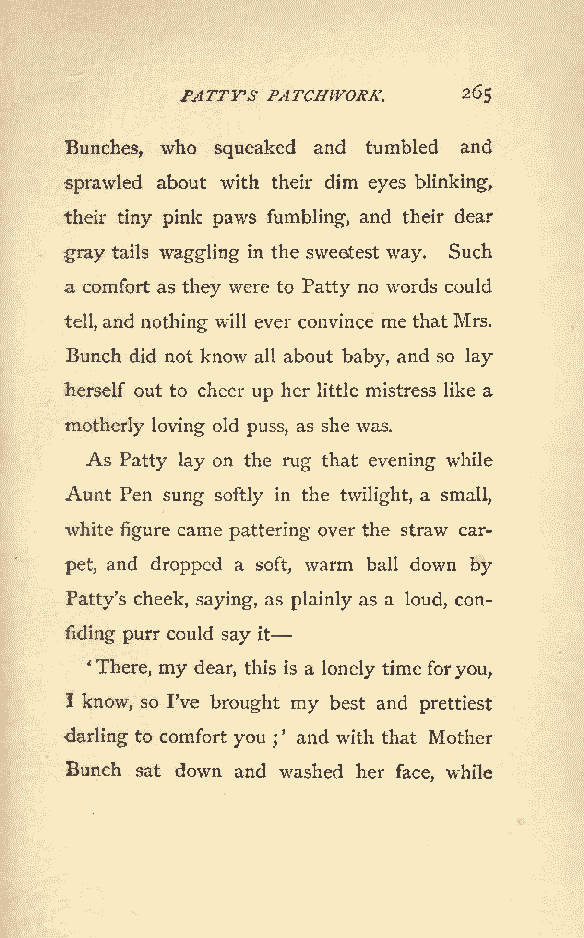 PATTY'S PATCHWORK. 265
Bunches, who squeaked and tumbled and
sprawled about with their dim eyes blinking,
their tiny pink paws fumbling, and their dear
gray tails waggling in the sweetest way. Such
a comfort as they were to Patty no words could
tell, and nothing will ever convince me that Mrs.
Bunch did not know all about baby, and so lay
herself out to cheer up her little mistress like a
motherly loving old puss, as she was.
As Patty lay on the rug that evening while
Aunt Pen sung softly in the twilight, a small,
white figure came pattering over the straw car-
pet, and dropped a soft, warm ball down by
Patty's cheek, saying, as plainly as a loud, con-
fiding purr could say it—
'There, my dear, this is a lonely time for you,
I know, so I've brought my best and prettiest
darling to comfort you ;' and with that Mother
Bunch sat down and washed her face, while